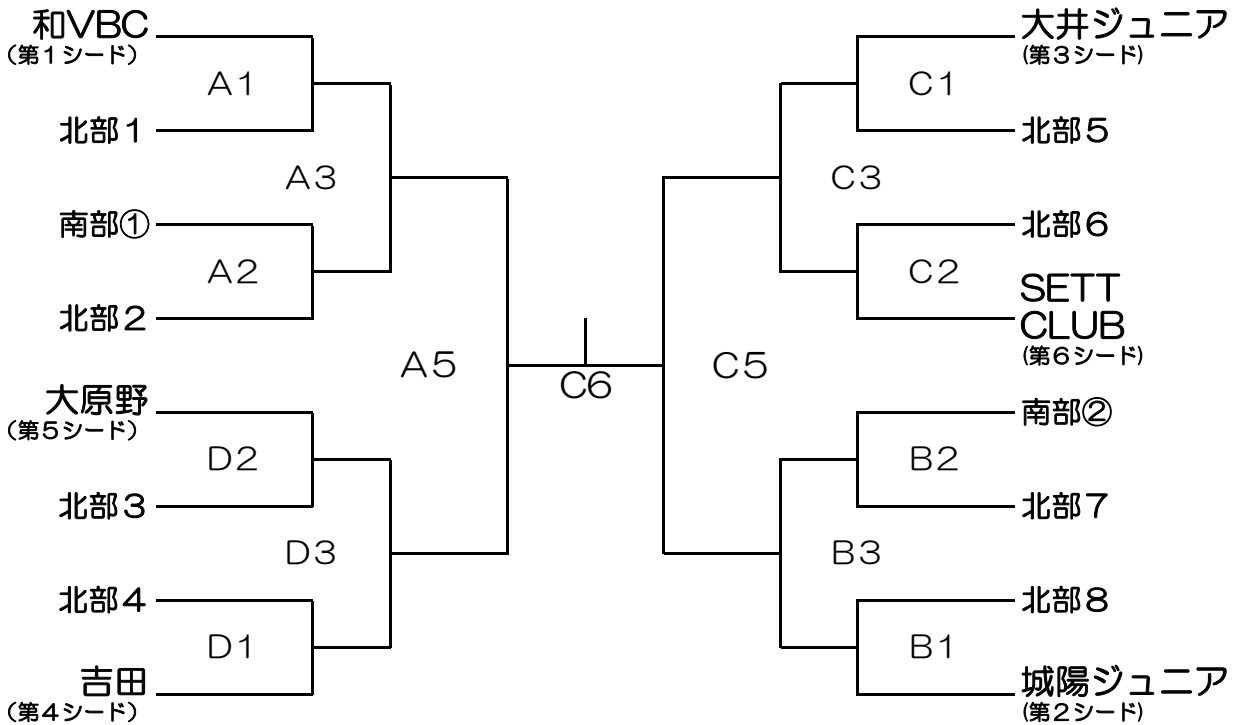 和VBC
(第1シード)
A1
北部1
A3
南部①
A2
北部2
A5
大原野
(第5シード)
D2
北部3
D3
北部4
D1
吉田
(第4シード)
C6
大井ジュニア
(第3シード)
C1
北部5
C3
北部6
C2
SETT
CLUB
(第6シード)
C5
南部②
B2
北部7
B3
北部8
B1
城陽ジュニア
(第2シード)